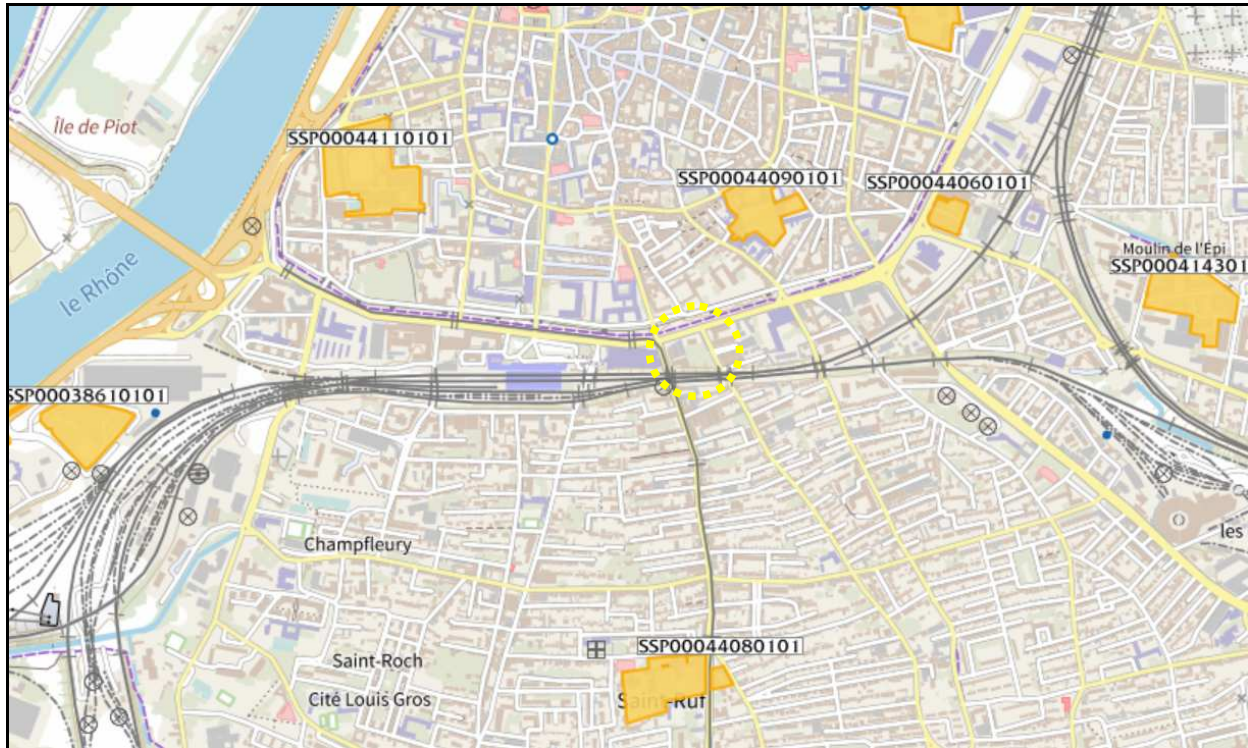 Île de Piot
SSP00044110101
SSP00044090101
SSP00044060101
Moulin de l'Épi
SSP000414301
le Rhône
SSP00038610101
les
Champfleury
SSP00044080101
Saint-Roch
Cité Louis Gros
Saint-Ruf